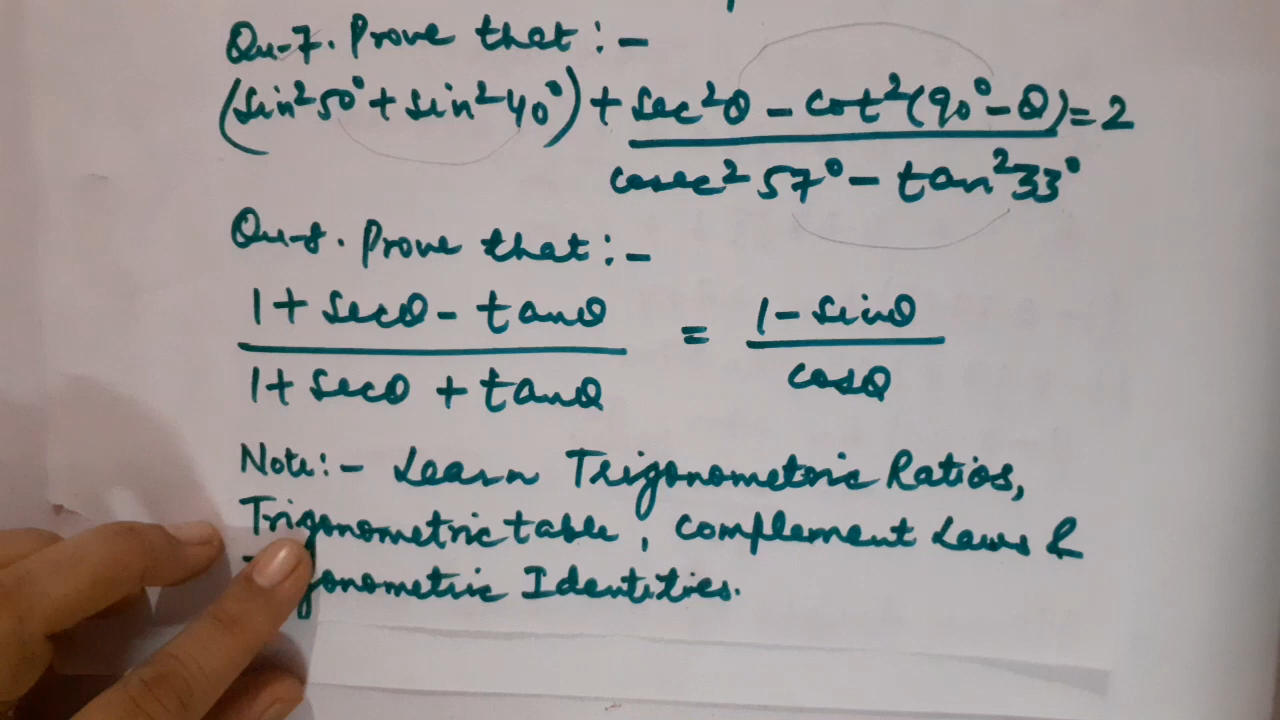 Qu-7. Prove that :-
(sin²50° + sin²40°) + sec²θ - cot²(90° - θ) = 2
cosec²57° - tan²33°
Qu-8. Prove that :-
1 + secθ - tanθ = 1 - sinθ
1 + secθ + tanθ cosθ
Note :- Learn Trigonometric Ratios,
Trigonometric table, Complement Laws &
gonometric Identities.